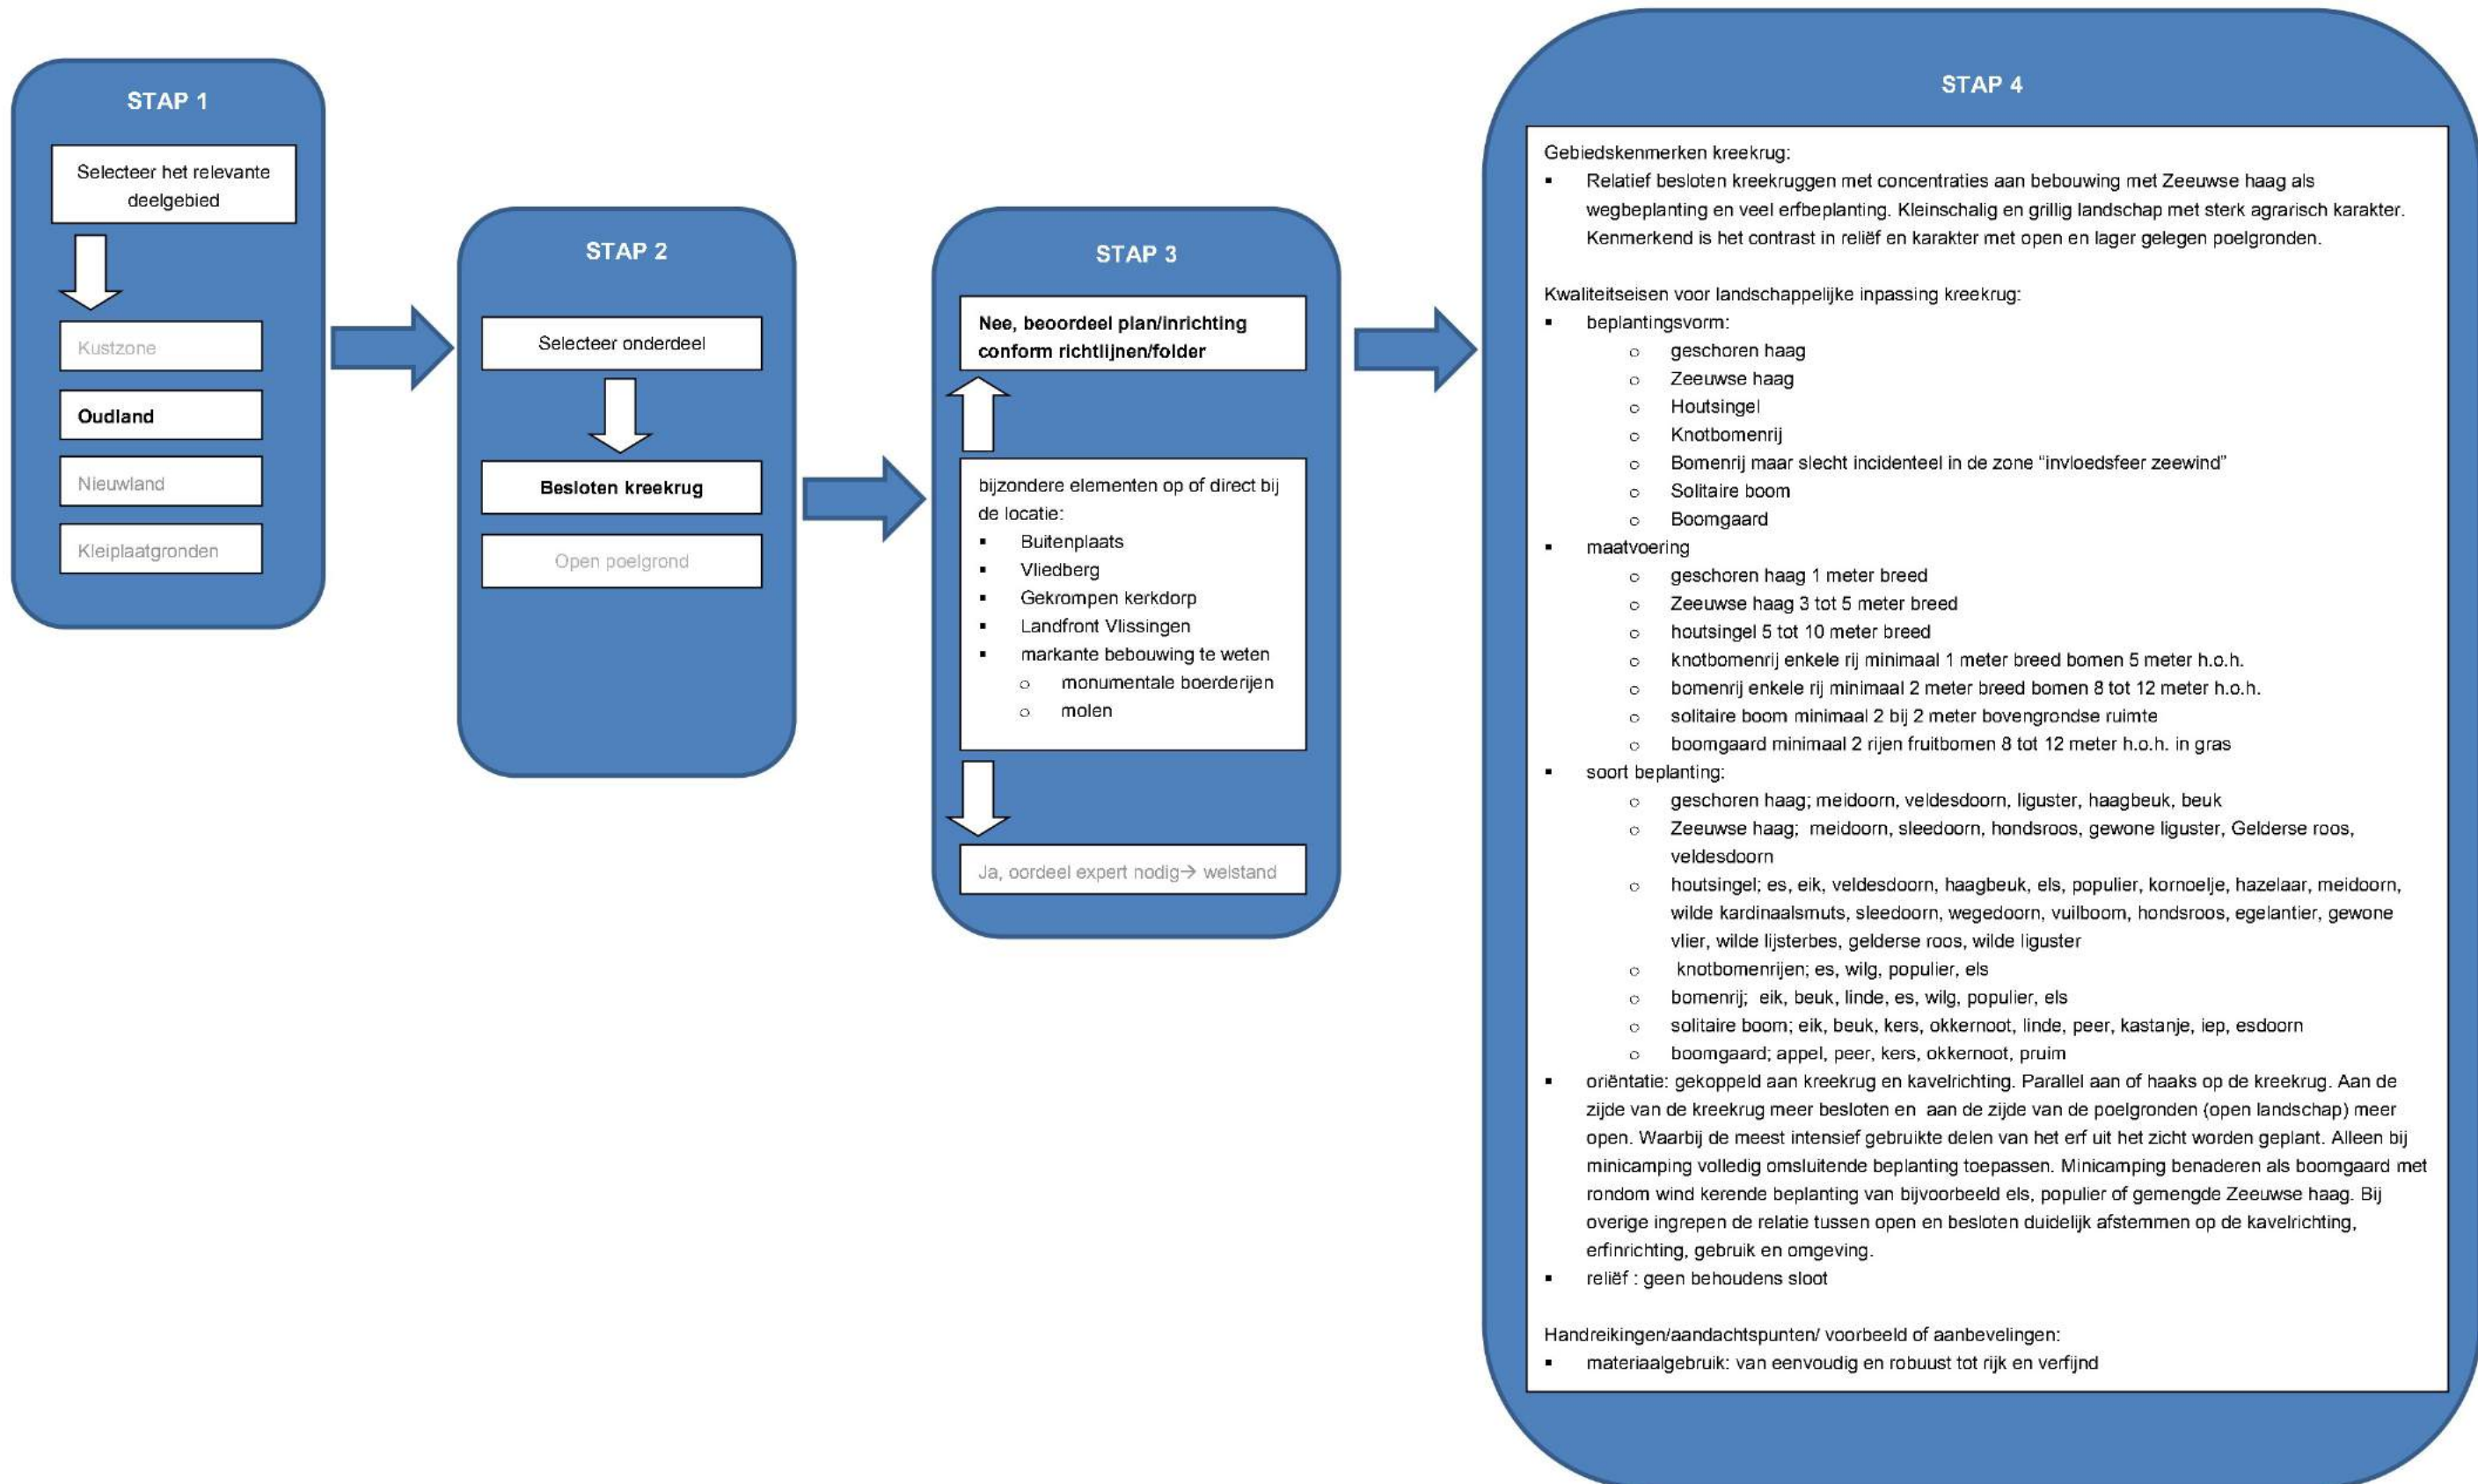 STAP 1
Selecteer het relevante
deelgebied
Kustzone
Oudland
Nieuwland
Kleiplaatgronden
STAP 2
Selecteer onderdeel
Besloten kreekrug
Open poelgrond
STAP 3
Nee, beoordeel plan/inrichting
conform richtlijnen/folder
bijzondere elementen op of direct bij
de locatie:
▪ Buitenplaats
▪ Vliedberg
▪ Gekrompen kerkdorp
▪ Landfront Vlissingen
▪ markante bebouwing te weten
o monumentale boerderijen
o molen
Ja, oordeel expert nodig→ welstand
STAP 4
Gebiedskenmerken kreekrug:
▪ Relatief besloten kreekruggen met concentraties aan bebouwing met Zeeuwse haag als
wegbeplanting en veel erfbeplanting. Kleinschalig en grillig landschap met sterk agrarisch karakter.
Kenmerkend is het contrast in reliëf en karakter met open en lager gelegen poelgronden.
Kwaliteitseisen voor landschappelijke inpassing kreekrug:
▪ beplantingsvorm:
o geschoren haag
o Zeeuwse haag
o Houtsingel
o Knotbomenrij
o Bomenrij maar slecht incidenteel in de zone “invloedsfeer zeewind”
o Solitaire boom
o Boomgaard
▪ maatvoering
o geschoren haag 1 meter breed
o Zeeuwse haag 3 tot 5 meter breed
o houtsingel 5 tot 10 meter breed
o knotbomenrij enkele rij minimaal 1 meter breed bomen 5 meter h.o.h.
o bomenrij enkele rij minimaal 2 meter breed bomen 8 tot 12 meter h.o.h.
o solitaire boom minimaal 2 bij 2 meter bovengrondse ruimte
o boomgaard minimaal 2 rijen fruitbomen 8 tot 12 meter h.o.h. in gras
▪ soort beplanting:
o geschoren haag; meidoorn, veldesdoorn, liguster, haagbeuk, beuk
o Zeeuwse haag; meidoorn, sleedoorn, hondsroos, gewone liguster, Gelderse roos,
veldesdoorn
o houtsingel; es, eik, veldesdoorn, haagbeuk, els, populier, kornoelje, hazelaar, meidoorn,
wilde kardinaalsmuts, sleedoorn, wegedoorn, vuilboom, hondsroos, egelantier, gewone
vlier, wilde lijsterbes, gelderse roos, wilde liguster
o knotbomenrijen; es, wilg, populier, els
o bomenrij; eik, beuk, linde, es, wilg, populier, els
o solitaire boom; eik, beuk, kers, okkernoot, linde, peer, kastanje, iep, esdoorn
o boomgaard; appel, peer, kers, okkernoot, pruim
▪ oriëntatie: gekoppeld aan kreekrug en kavelrichting. Parallel aan of haaks op de kreekrug. Aan de
zijde van de kreekrug meer besloten en aan de zijde van de poelgronden (open landschap) meer
open. Waarbij de meest intensief gebruikte delen van het erf uit het zicht worden geplant. Alleen bij
minicamping volledig omsluitende beplanting toepassen. Minicamping benaderen als boomgaard met
rondom wind kerende beplanting van bijvoorbeeld els, populier of gemengde Zeeuwse haag. Bij
overige ingrepen de relatie tussen open en besloten duidelijk afstemmen op de kavelrichting,
erfinrichting, gebruik en omgeving.
▪ reliëf : geen behoudens sloot
Handreikingen/aandachtspunten/ voorbeeld of aanbevelingen:
▪ materiaalgebruik: van eenvoudig en robuust tot rijk en verfijnd